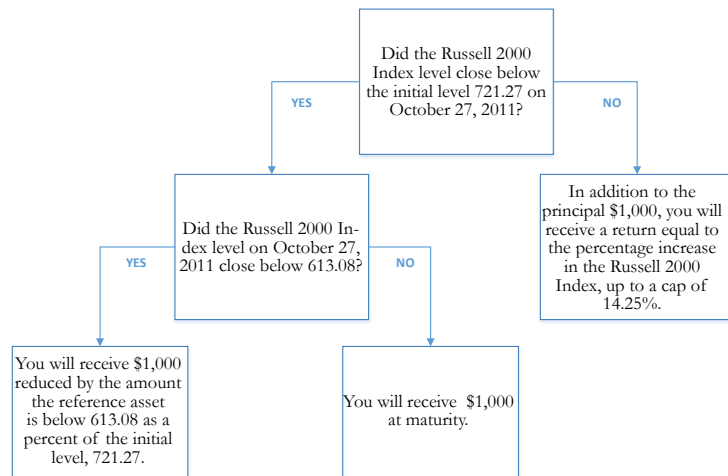 Did the Russell 2000
Index level close below
the initial level 721.27 on
October 27, 2011?
YES
NO
Did the Russell 2000 In-
dex level on October 27,
2011 close below 613.08?
In addition to the
principal $1,000, you will
receive a return equal to
the percentage increase
in the Russell 2000
Index, up to a cap of
14.25%.
YES
NO
You will receive $1,000
reduced by the amount
the reference asset
is below 613.08 as a
percent of the initial
level, 721.27.
You will receive $1,000
at maturity.